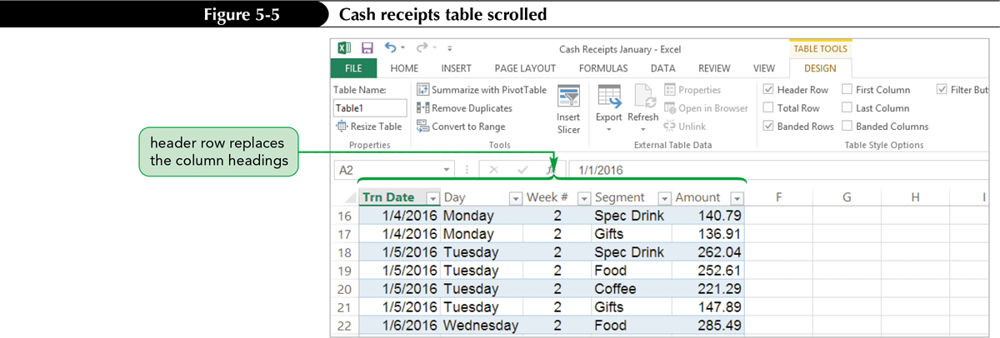 Figure 5-5 Cash receipts table scrolled
Cash Receipts January - Excel TABLE TOOLS
FILE HOME INSERT PAGE LAYOUT FORMULAS DATA REVIEW VIEW DESIGN
Table Name: Summarize with PivotTable Properties Header Row First Column Filter But
Table1 Remove Duplicates Insert Export Refresh Open in Browser Total Row Last Column
Resize Table Convert to Range Slicer Unlink Banded Rows Banded Columns
Properties Tools External Table Data Table Style Options
header row replaces
the column headings
A2 fx 1/1/2016
Trn Date Day Week # Segment Amount F G H I
16 1/4/2016 Monday 2 Spec Drink 140.79
17 1/4/2016 Monday 2 Gifts 136.91
18 1/5/2016 Tuesday 2 Spec Drink 262.04
19 1/5/2016 Tuesday 2 Food 252.61
20 1/5/2016 Tuesday 2 Coffee 221.29
21 1/5/2016 Tuesday 2 Gifts 147.89
22 1/6/2016 Wednesday 2 Food 285.49